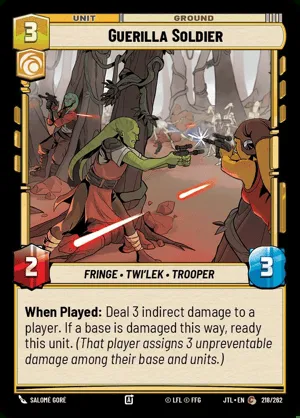 UNIT
GROUND
3
GUERILLA SOLDIER
2
3
FRINGE • TWI'LEK • TROOPER
When Played: Deal 3 indirect damage to
a player. If a base is damaged this way, ready
this unit. (That player assigns 3 unpreventable
damage among their base and units.)
SALOMÉ GORÉ
© LFL © FFG
JTL • EN
C
218/262